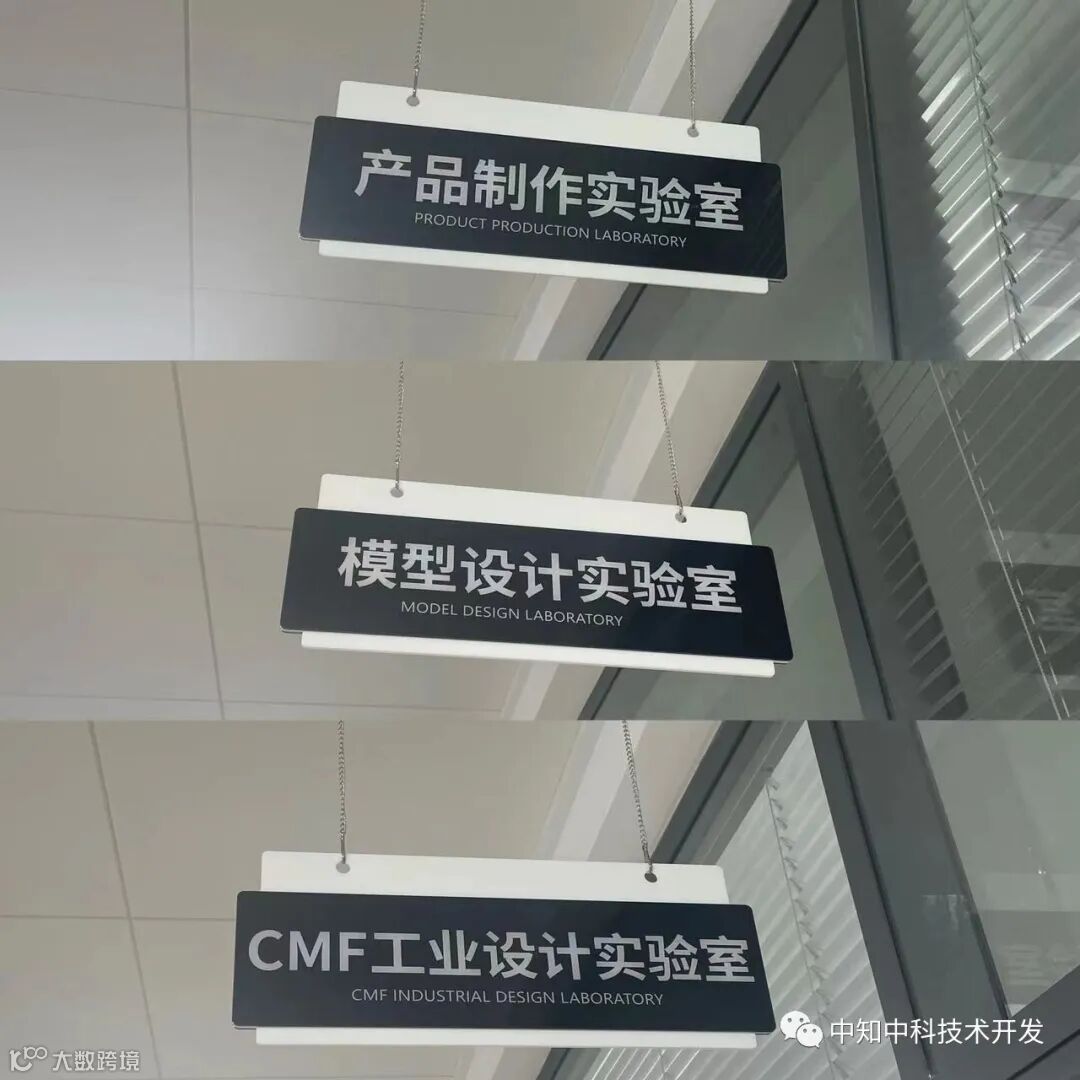 产品制作实验室
PRODUCT PRODUCTION LABORATORY
模型设计实验室
MODEL DESIGN LABORATORY
CMF工业设计实验室
CMF INDUSTRIAL DESIGN LABORATORY
中知中科技术开发
大数跨境